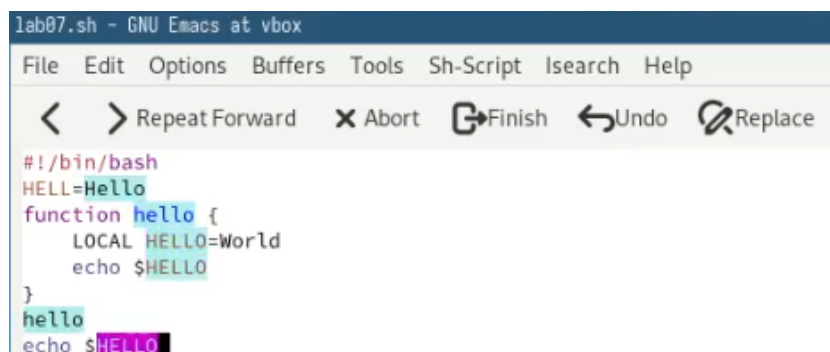 lab07.sh - GNU Emacs at vbox
File Edit Options Buffers Tools Sh-Script Isearch Help
Repeat Forward Abort Finish Undo Replace
#!/bin/bash
HELL=Hello
function hello {
    LOCAL HELLO=World
    echo $HELLO
}
hello
echo $HELLO